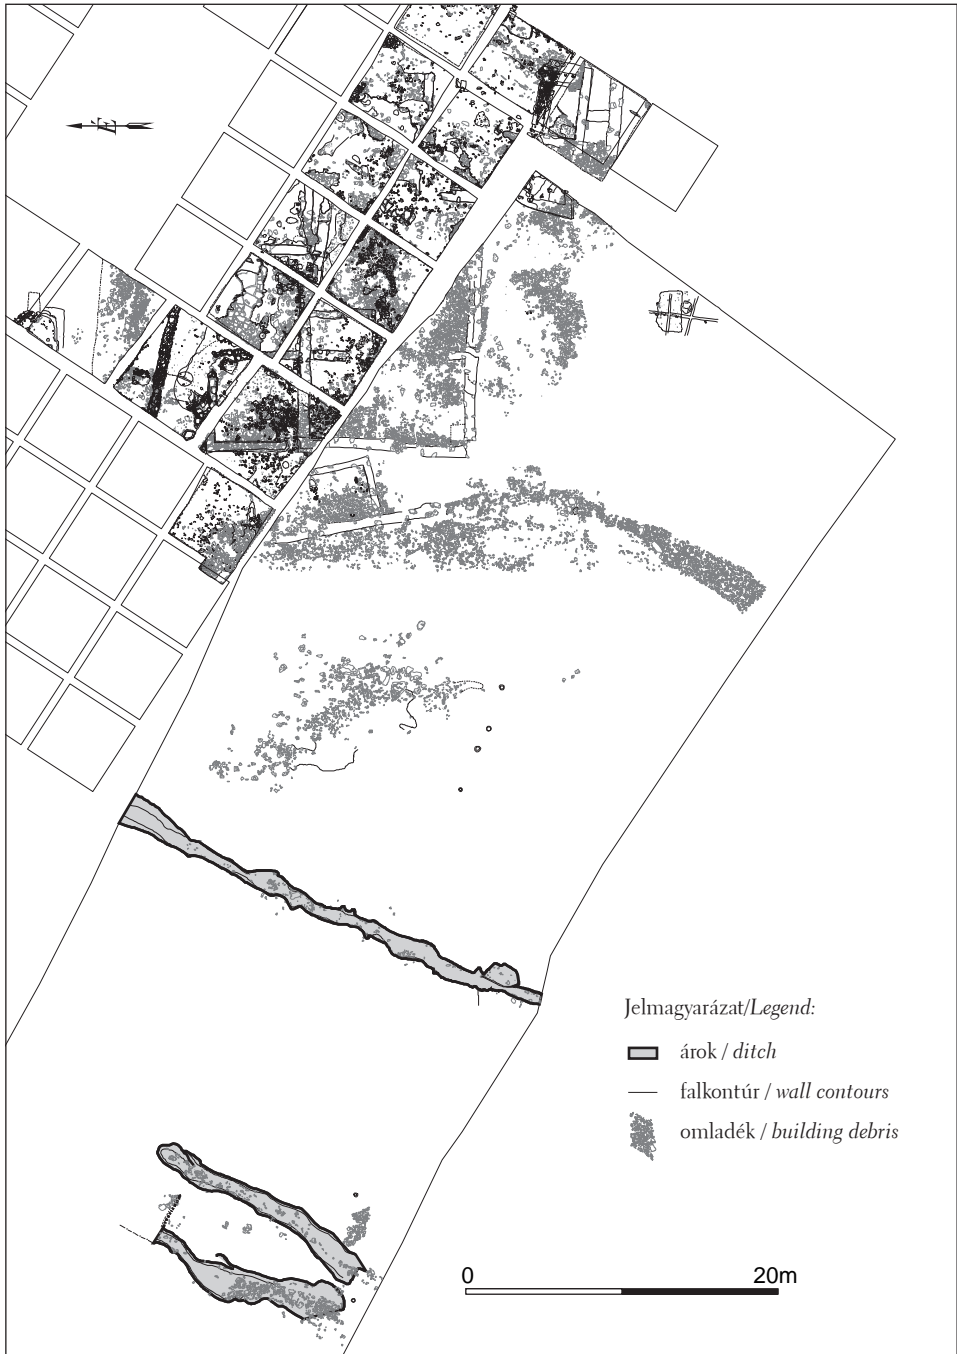 É
Jelmagyarázat/Legend:
árok / ditch
falkontúr / wall contours
omladék / building debris
0 20m